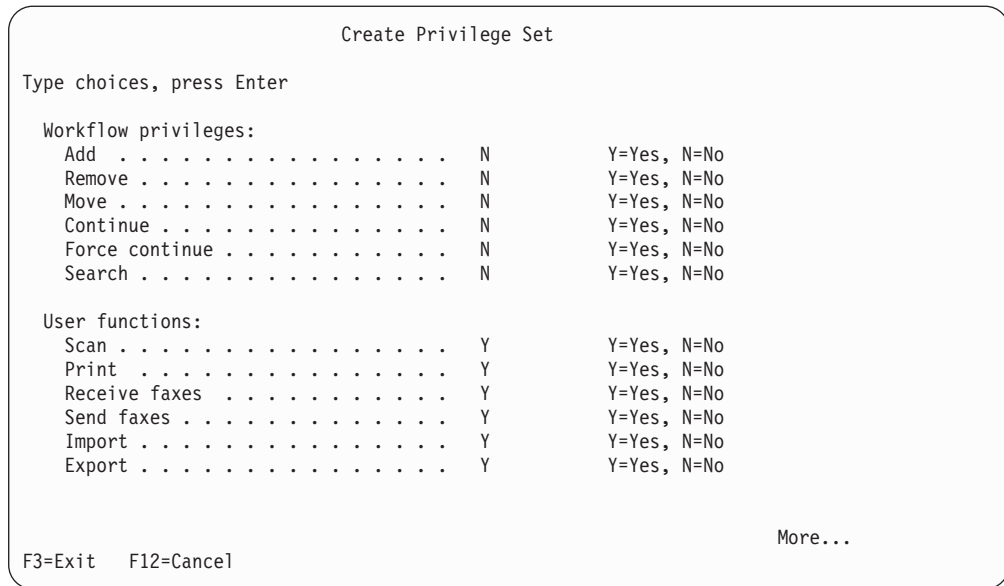 Create Privilege Set
Type choices, press Enter
Workflow privileges:
Add . . . . . . . . . . . . . . . . N Y=Yes, N=No
Remove . . . . . . . . . . . . . . . N Y=Yes, N=No
Move . . . . . . . . . . . . . . . . N Y=Yes, N=No
Continue . . . . . . . . . . . . . . N Y=Yes, N=No
Force continue . . . . . . . . . . . N Y=Yes, N=No
Search . . . . . . . . . . . . . . . N Y=Yes, N=No
User functions:
Scan . . . . . . . . . . . . . . . . Y Y=Yes, N=No
Print . . . . . . . . . . . . . . . Y Y=Yes, N=No
Receive faxes . . . . . . . . . . . Y Y=Yes, N=No
Send faxes . . . . . . . . . . . . . Y Y=Yes, N=No
Import . . . . . . . . . . . . . . . Y Y=Yes, N=No
Export . . . . . . . . . . . . . . . Y Y=Yes, N=No
More...
F3=Exit F12=Cancel